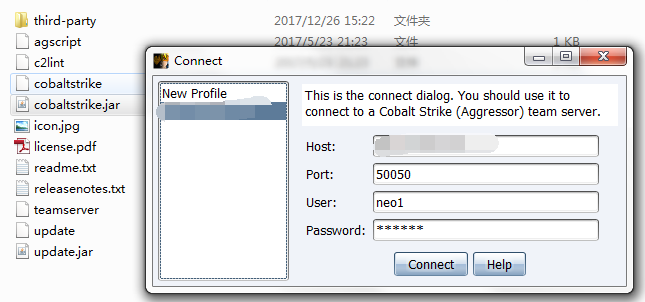 third-party 2017/12/26 15:22 文件夹
agscript 2017/5/23 21:23 文件 1 KB
c2lint
cobaltstrike
cobaltstrike.jar
icon.jpg
license.pdf
readme.txt
releasenotes.txt
teamserver
update
update.jar
Connect
New Profile
This is the connect dialog. You should use it to
connect to a Cobalt Strike (Aggressor) team server.
Host:
Port: 50050
User: neo1
Password: ******
Connect Help